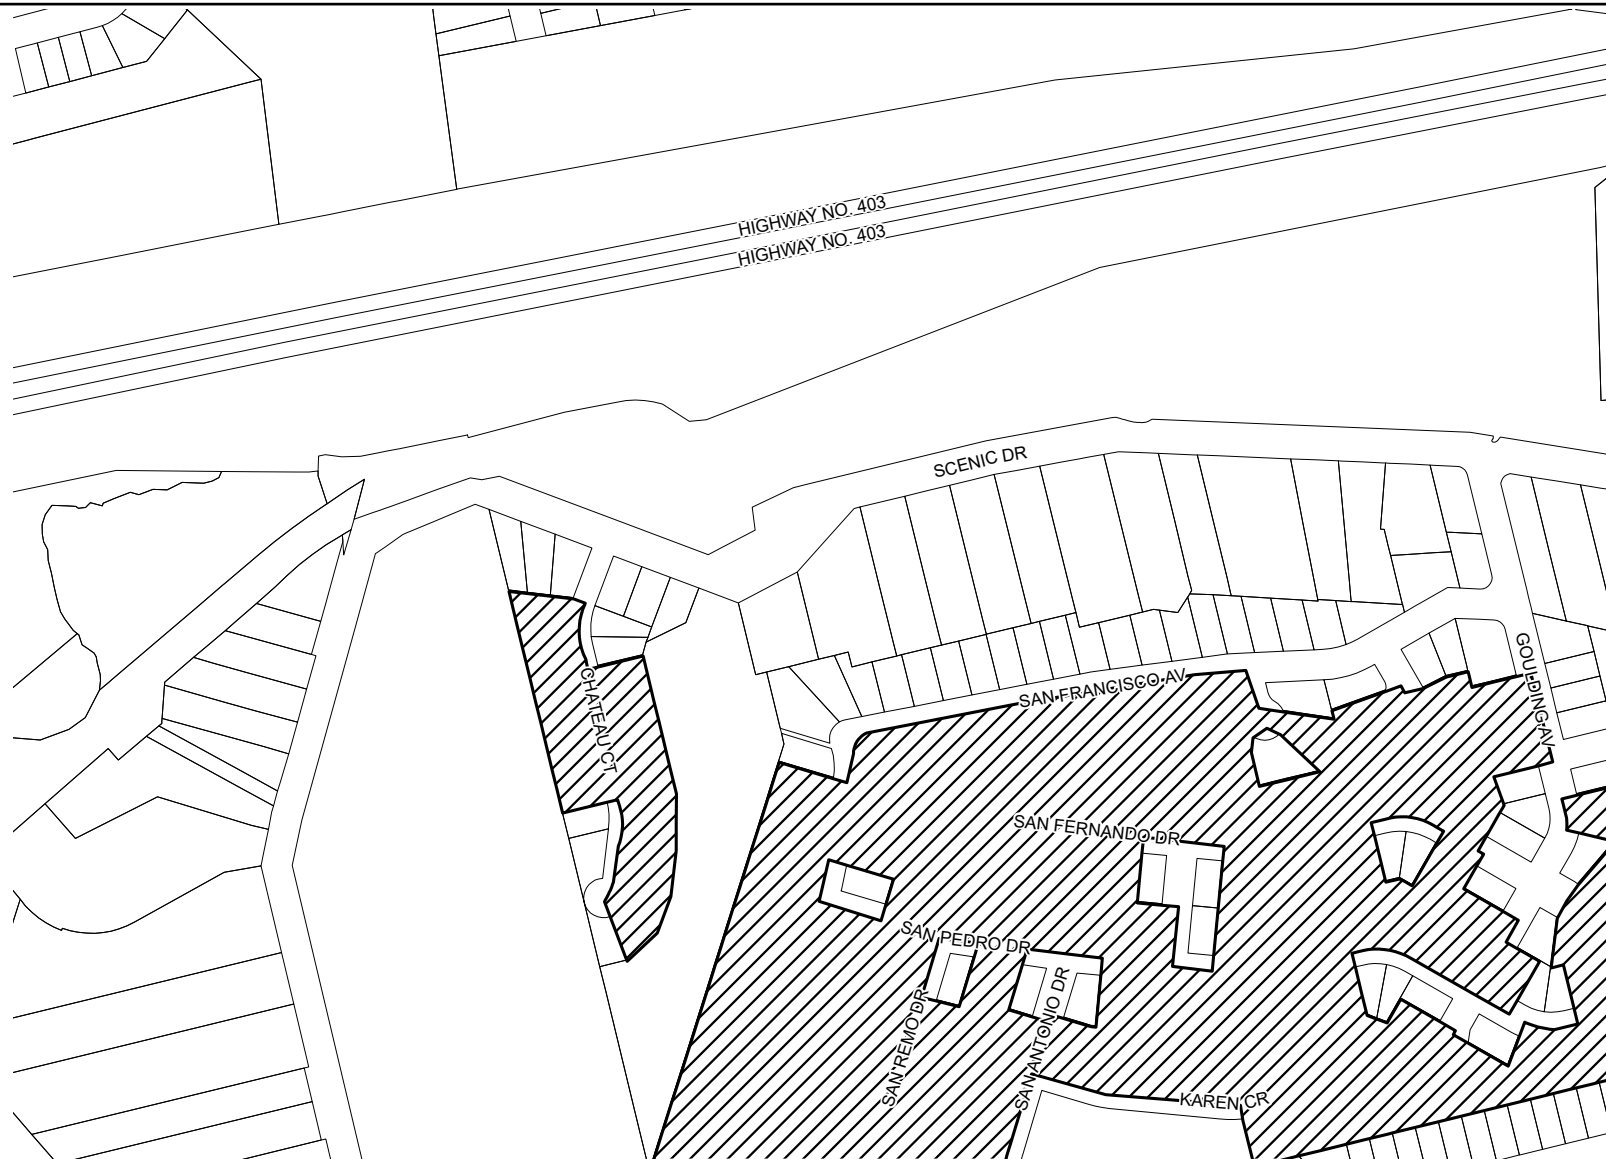 HIGHWAY NO. 403
HIGHWAY NO. 403
SCENIC DR
SAN FRANCISCO AV
GOULDING AV
CHATEAU CT
SAN FERNANDO DR
SAN PEDRO DR
SAN REMO DR
SAN ANTONIO DR
KAREN CR